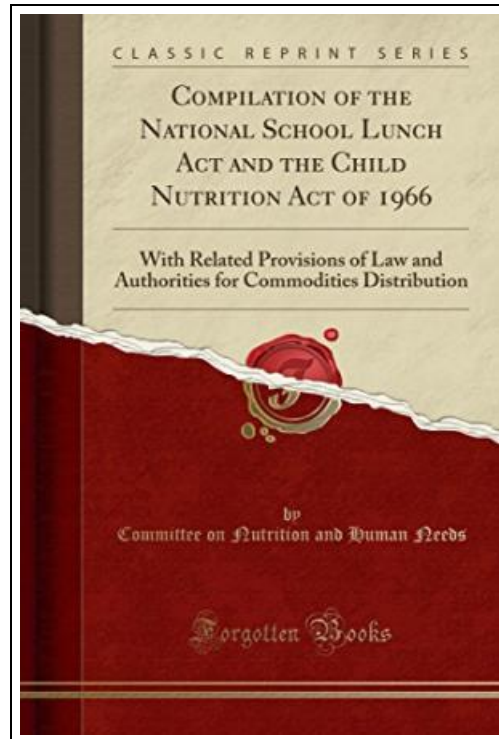 CLASSIC REPRINT SERIES
COMPILATION OF THE
NATIONAL SCHOOL LUNCH
ACT AND THE CHILD
NUTRITION ACT OF 1966
With Related Provisions of Law and
Authorities for Commodities Distribution
F
by
Committee on Nutrition and Human Needs
Forgotten Books